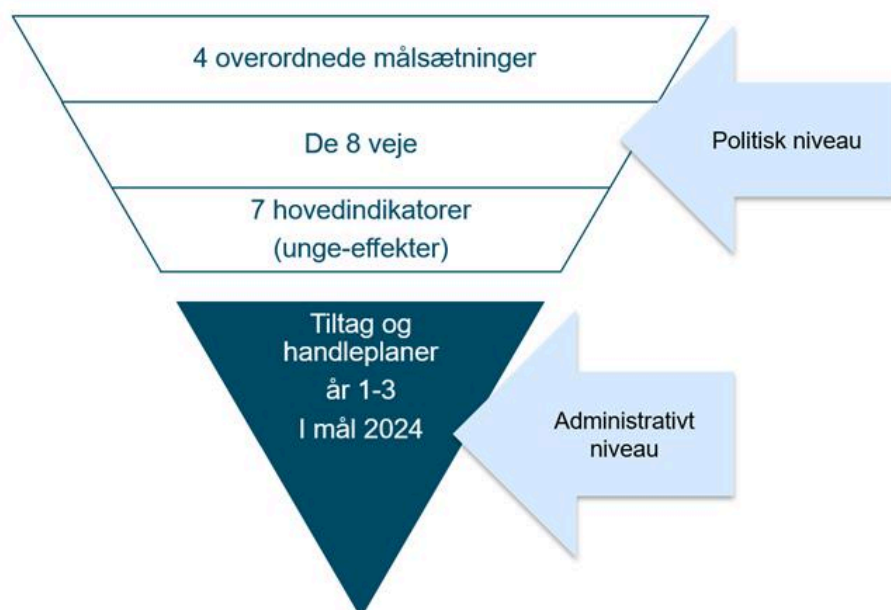 4 overordnede målsætninger
De 8 veje
Politisk niveau
7 hovedindikatorer
(unge-effekter)
Tiltag og
handleplaner
år 1-3
I mål 2024
Administrativt
niveau